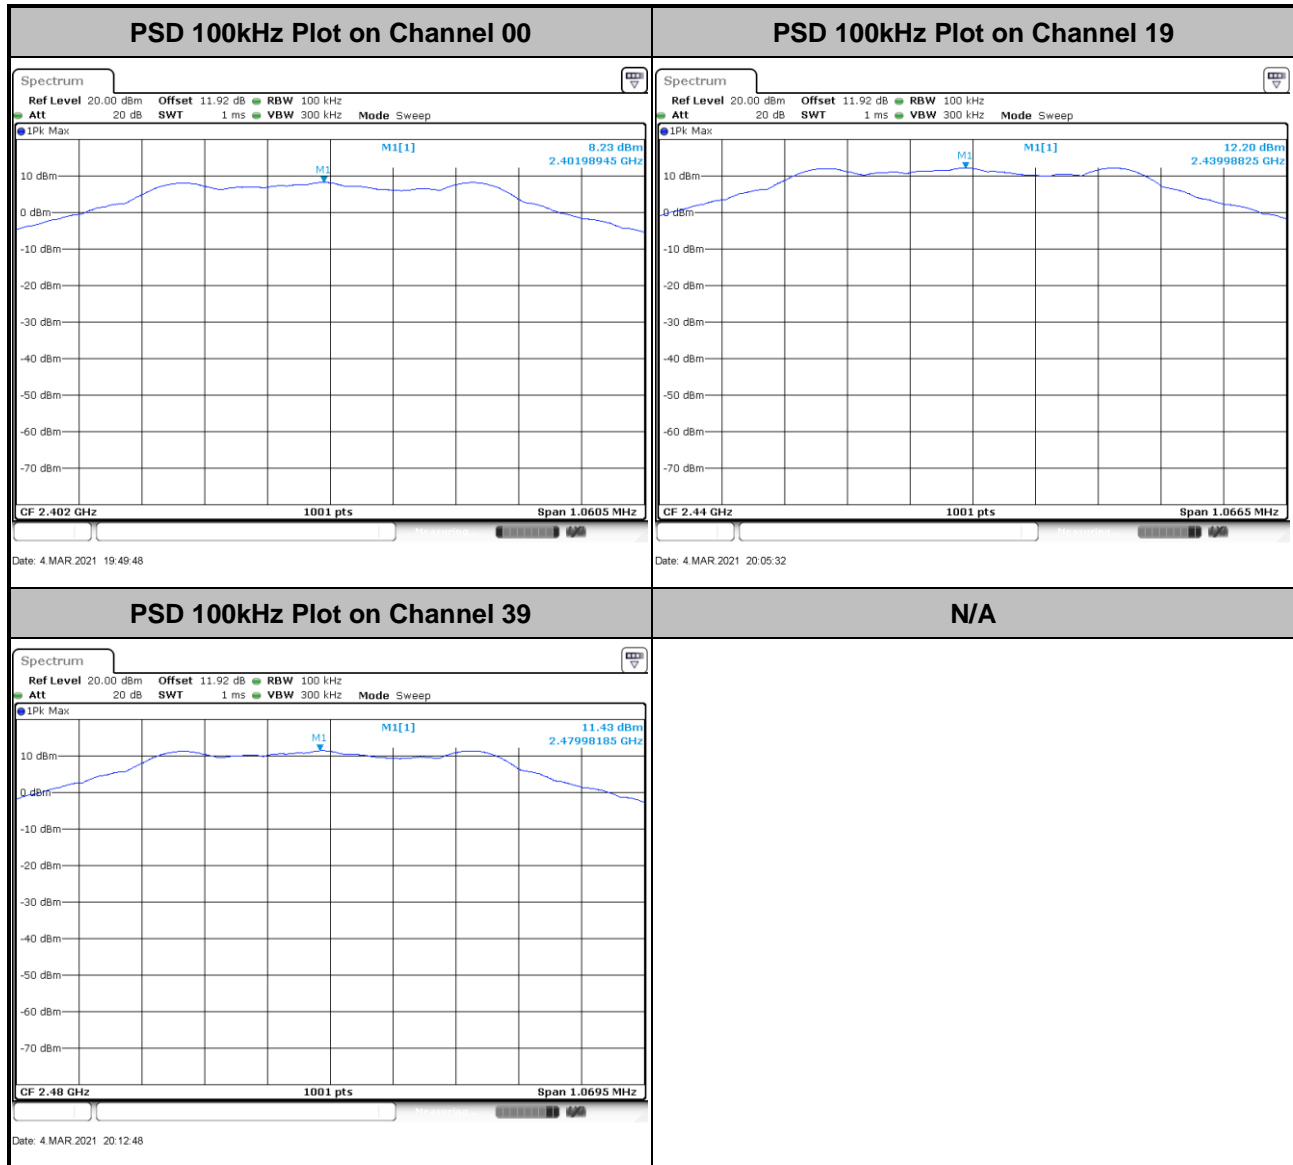 PSD 100kHz Plot on Channel 00
PSD 100kHz Plot on Channel 19
Spectrum
Ref Level 20.00 dBm Offset 11.92 dB RBW 100 kHz
Att 20 dB SWT 1 ms VBW 300 kHz Mode Sweep
1Pk Max
M1[1] 8.23 dBm
2.40198945 GHz
M1
10 dBm
0 dBm
-10 dBm
-20 dBm
-30 dBm
-40 dBm
-50 dBm
-60 dBm
-70 dBm
CF 2.402 GHz 1001 pts Span 1.0605 MHz
Measuring
Date: 4.MAR.2021 19:49:48
Spectrum
Ref Level 20.00 dBm Offset 11.92 dB RBW 100 kHz
Att 20 dB SWT 1 ms VBW 300 kHz Mode Sweep
1Pk Max
M1[1] 12.20 dBm
2.43998825 GHz
M1
10 dBm
0 dBm
-10 dBm
-20 dBm
-30 dBm
-40 dBm
-50 dBm
-60 dBm
-70 dBm
CF 2.44 GHz 1001 pts Span 1.0665 MHz
Measuring
Date: 4.MAR.2021 20:05:32
PSD 100kHz Plot on Channel 39
N/A
Spectrum
Ref Level 20.00 dBm Offset 11.92 dB RBW 100 kHz
Att 20 dB SWT 1 ms VBW 300 kHz Mode Sweep
1Pk Max
M1[1] 11.43 dBm
2.47998185 GHz
M1
10 dBm
0 dBm
-10 dBm
-20 dBm
-30 dBm
-40 dBm
-50 dBm
-60 dBm
-70 dBm
CF 2.48 GHz 1001 pts Span 1.0695 MHz
Measuring
Date: 4.MAR.2021 20:12:48